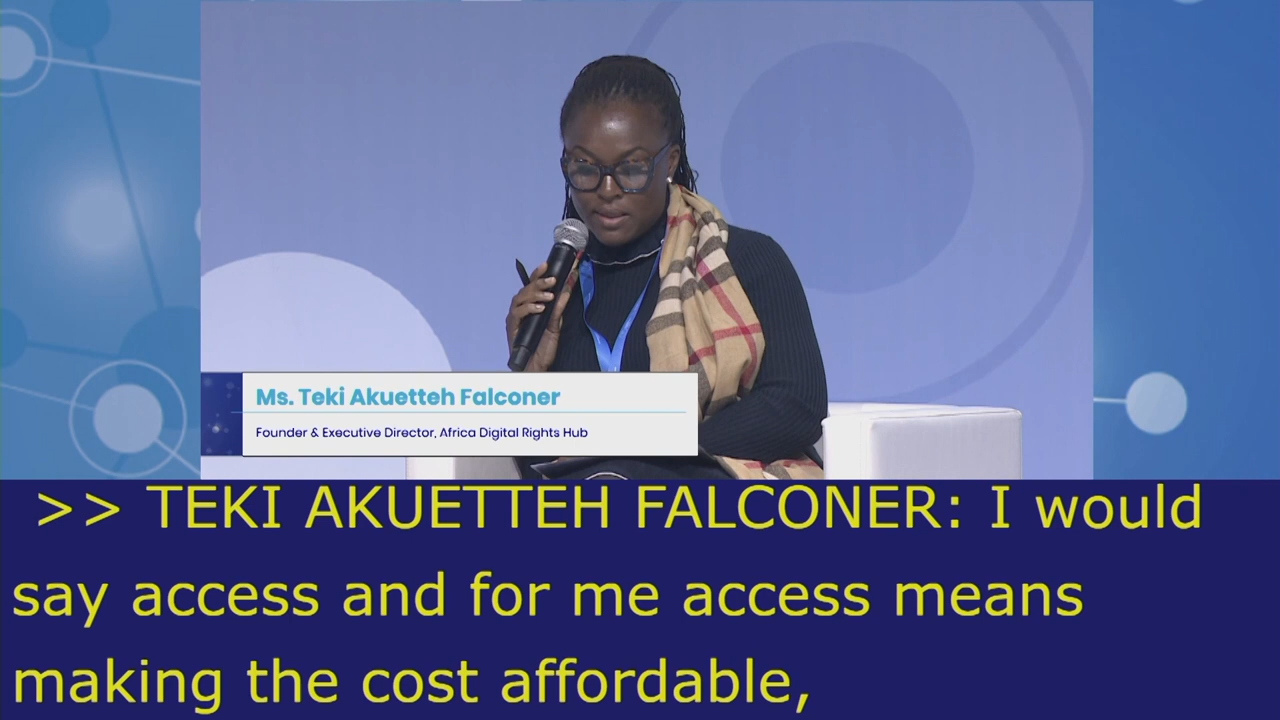 Ms. Teki Akuetteh Falconer
Founder & Executive Director, Africa Digital Rights Hub
>> TEKI AKUETTEH FALCONER: I would
say access and for me access means
making the cost affordable,